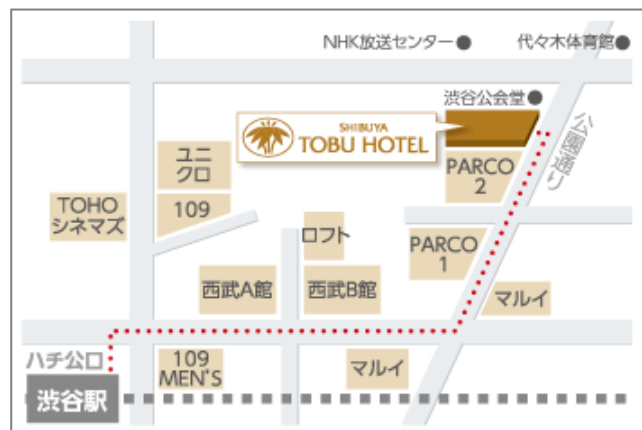 NHK放送センター
代々木体育館
渋谷公会堂
SHIBUYA
TOBU HOTEL
公園通り
ユニ
クロ
PARCO
2
109
TOHO
シネマズ
ロフト
PARCO
1
西武A館
西武B館
マルイ
ハチ公口
109
MEN'S
マルイ
渋谷駅